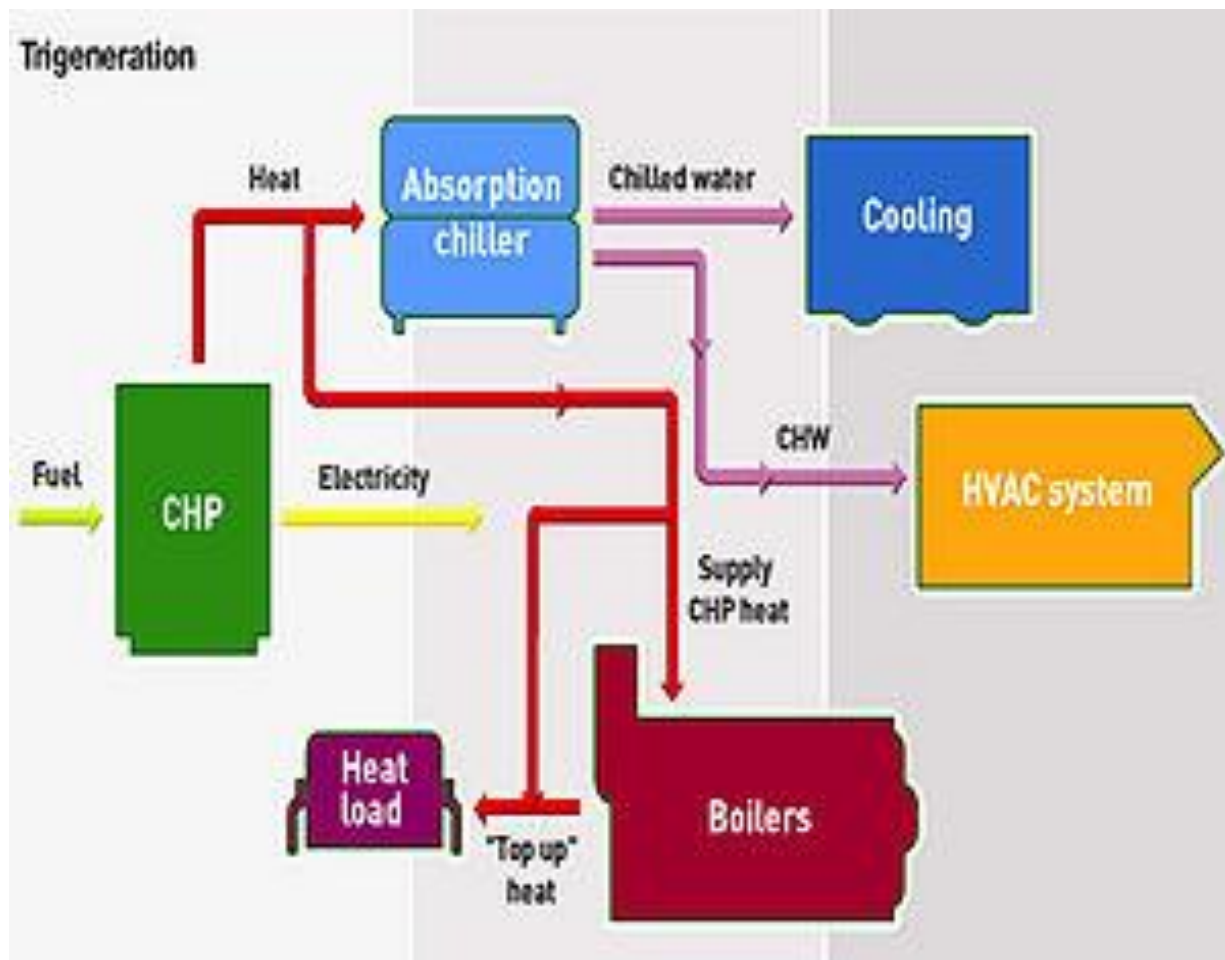 Trigeneration
Heat
Absorption
chiller
Chilled water
Cooling
Fuel
CHP
Electricity
CHW
HVAC system
Supply
CHP heat
Heat
load
"Top up"
heat
Boilers